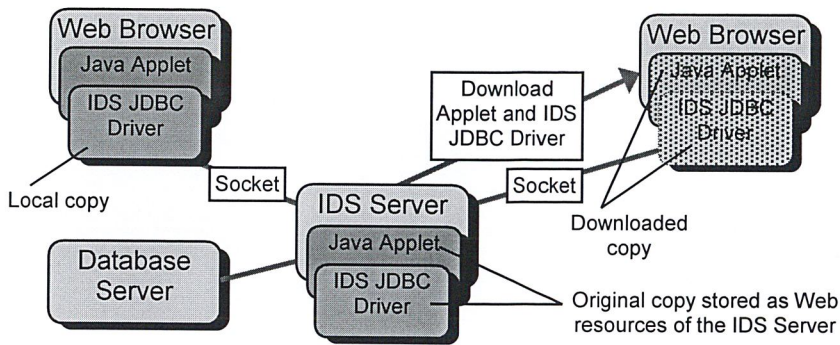 Web Browser
Java Applet
IDS JDBC
Driver
Local copy
Socket
Download
Applet and IDS
JDBC Driver
Web Browser
Java Applet
IDS JDBC
Driver
Socket
Downloaded
copy
IDS Server
Java Applet
IDS JDBC
Driver
Database
Server
Original copy stored as Web
resources of the IDS Server